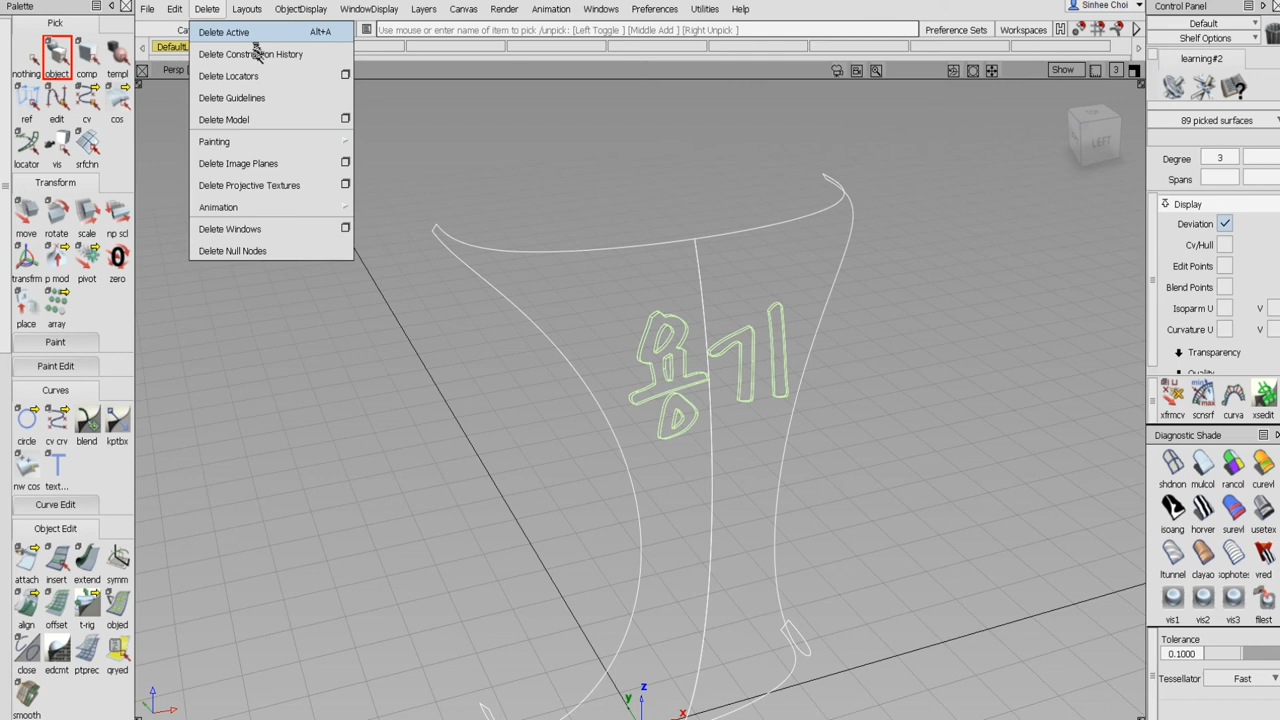 Palette
File Edit Delete Layouts ObjectDisplay WindowDisplay Layers Canvas Render Animation Windows Preferences Utilities Help
Sinhee Choi
Control Panel
Pick
nothing object comp templ
ref edit cv cos
locator vis srfchn
Transform
move rotate scale np scl
transfrm p mod pivot zero
place array
Paint
Paint Edit
Curves
circle cv crv blend kptbx
nw cos text...
Curve Edit
Object Edit
attach insert extend symm
align offset t-rig objed
close edcmt ptprec qryed
smooth
Delete Active Alt+A
Delete Construction History
Delete Locators
Delete Guidelines
Delete Model
Painting
Delete Image Planes
Delete Projective Textures
Animation
Delete Windows
Delete Null Nodes
Use mouse or enter name of item to pick /unpick: [Left Toggle ] [Middle Add ] [Right Unpick ]
Preference Sets Workspaces
Persp
Show 3
TOP
LEFT
용기
z
y
x
Default
Shelf Options
learning#2
89 picked surfaces
Degree 3
Spans
Display
Deviation
Cv/Hull
Edit Points
Blend Points
Isoparm U V
Curvature U V
Transparency
xfrmcv scnsrf curva xsedit
Diagnostic Shade
shdnon mulcol rancol curevl
isoang horver surevl usetex
ltunnel clayao isophotes vred
vis1 vis2 vis3 filest
Tolerance
0.1000
Tessellator Fast